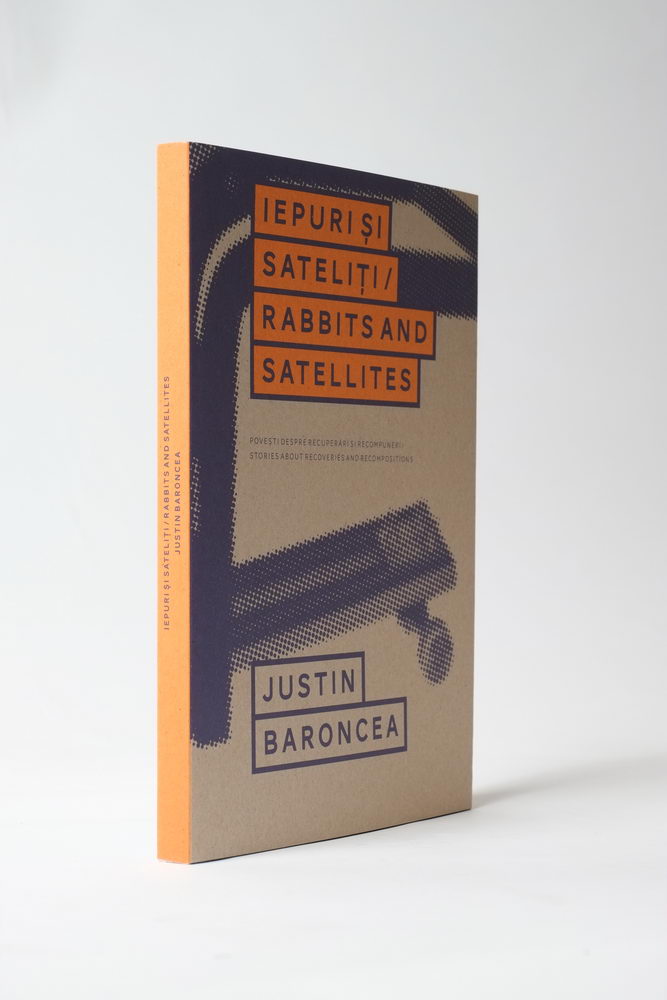 IEPURI ȘI
SATELIȚI /
RABBITS AND
SATELLITES
POVEȘTI DESPRE RECUPERĂRI ȘI RECOMPUNERI /
STORIES ABOUT RECOVERIES AND RECOMPOSITIONS
JUSTIN
BARONCEA
IEPURI ȘI SATELIȚI / RABBITS AND SATELLITES
JUSTIN BARONCEA